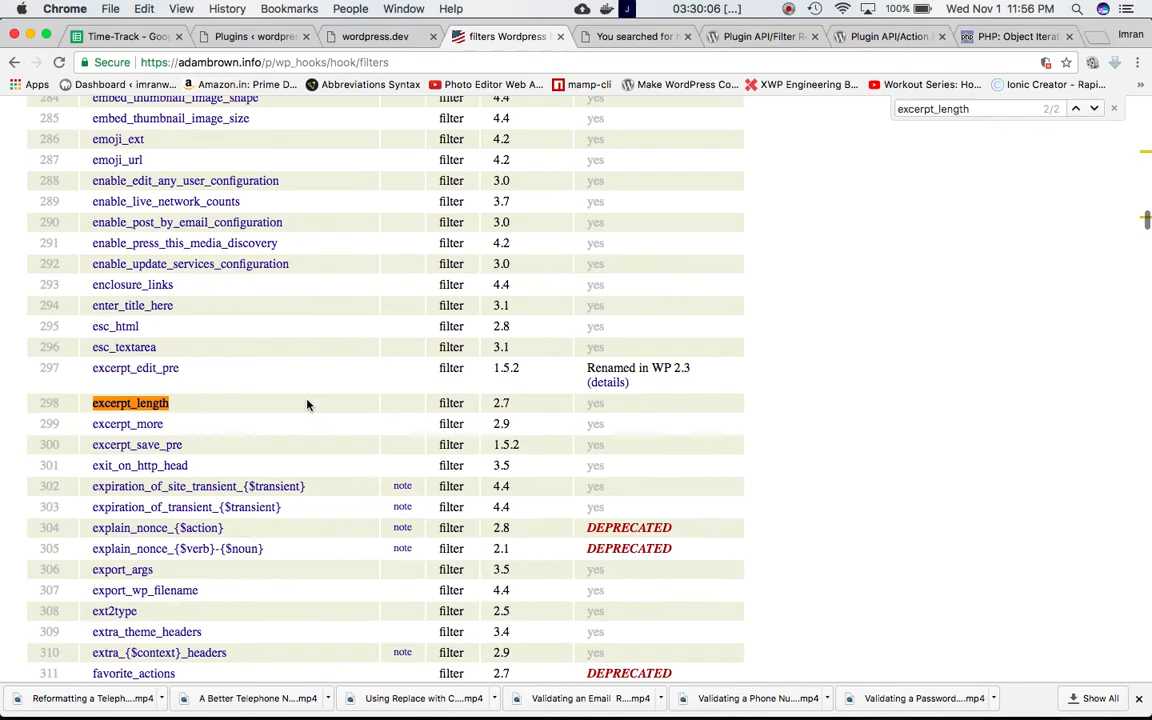 Chrome File Edit View History Bookmarks People Window Help 03:30:06 [...] 100% Wed Nov 1 11:56 PM
Time-Track - Goo × Plugins ‹ wordpres × wordpress.dev × filters Wordpress × You searched for h × Plugin API/Filter R × Plugin API/Action × PHP: Object Iterat × Imran
Secure https://adambrown.info/p/wp_hooks/hook/filters
Apps Dashboard ‹ imranw... Amazon.in: Prime D... Abbreviations Syntax Photo Editor Web A... mamp-cli Make WordPress Co... XWP Engineering B... Workout Series: Ho... Ionic Creator - Rapi... »
excerpt_length 2/2
284 embed_thumbnail_image_shape filter 4.4 yes
285 embed_thumbnail_image_size filter 4.4 yes
286 emoji_ext filter 4.2 yes
287 emoji_url filter 4.2 yes
288 enable_edit_any_user_configuration filter 3.0 yes
289 enable_live_network_counts filter 3.7 yes
290 enable_post_by_email_configuration filter 3.0 yes
291 enable_press_this_media_discovery filter 4.2 yes
292 enable_update_services_configuration filter 3.0 yes
293 enclosure_links filter 4.4 yes
294 enter_title_here filter 3.1 yes
295 esc_html filter 2.8 yes
296 esc_textarea filter 3.1 yes
297 excerpt_edit_pre filter 1.5.2 Renamed in WP 2.3
(details)
298 excerpt_length filter 2.7 yes
299 excerpt_more filter 2.9 yes
300 excerpt_save_pre filter 1.5.2 yes
301 exit_on_http_head filter 3.5 yes
302 expiration_of_site_transient_{$transient} note filter 4.4 yes
303 expiration_of_transient_{$transient} note filter 4.4 yes
304 explain_nonce_{$action} note filter 2.8 DEPRECATED
305 explain_nonce_{$verb}-{$noun} note filter 2.1 DEPRECATED
306 export_args filter 3.5 yes
307 export_wp_filename filter 4.4 yes
308 ext2type filter 2.5 yes
309 extra_theme_headers filter 3.4 yes
310 extra_{$context}_headers note filter 2.9 yes
311 favorite_actions filter 2.7 DEPRECATED
Reformatting a Teleph....mp4 A Better Telephone N....mp4 Using Replace with C....mp4 Validating an Email R....mp4 Validating a Phone Nu....mp4 Validating a Password....mp4 Show All